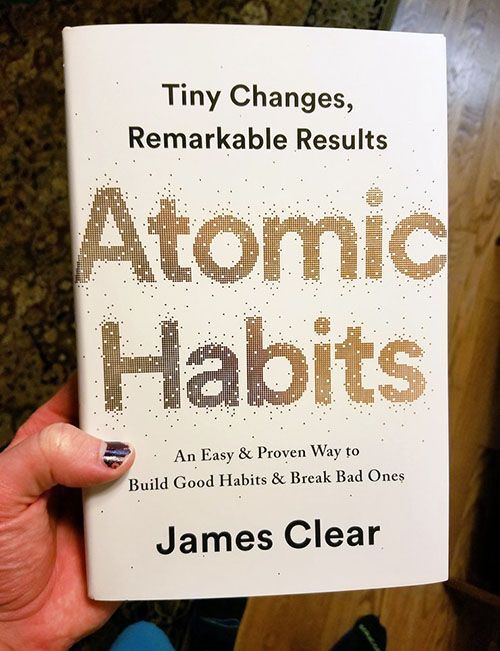 Tiny Changes,
Remarkable Results
Atomic
Habits
An Easy & Proven Way to
Build Good Habits & Break Bad Ones
James Clear